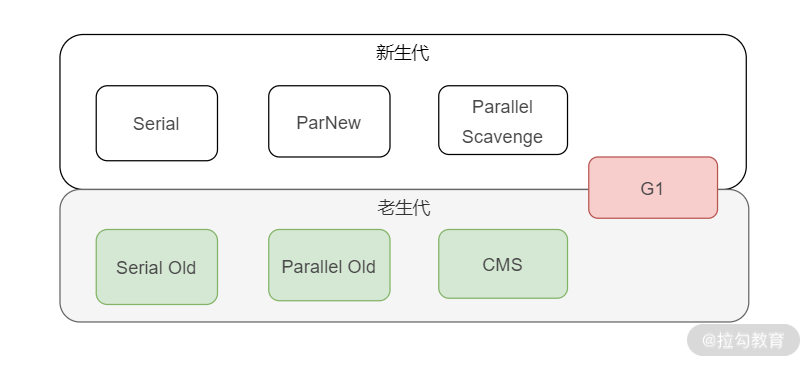 新生代
Serial
ParNew
Parallel
Scavenge
G1
老生代
Serial Old
Parallel Old
CMS
@拉勾教育